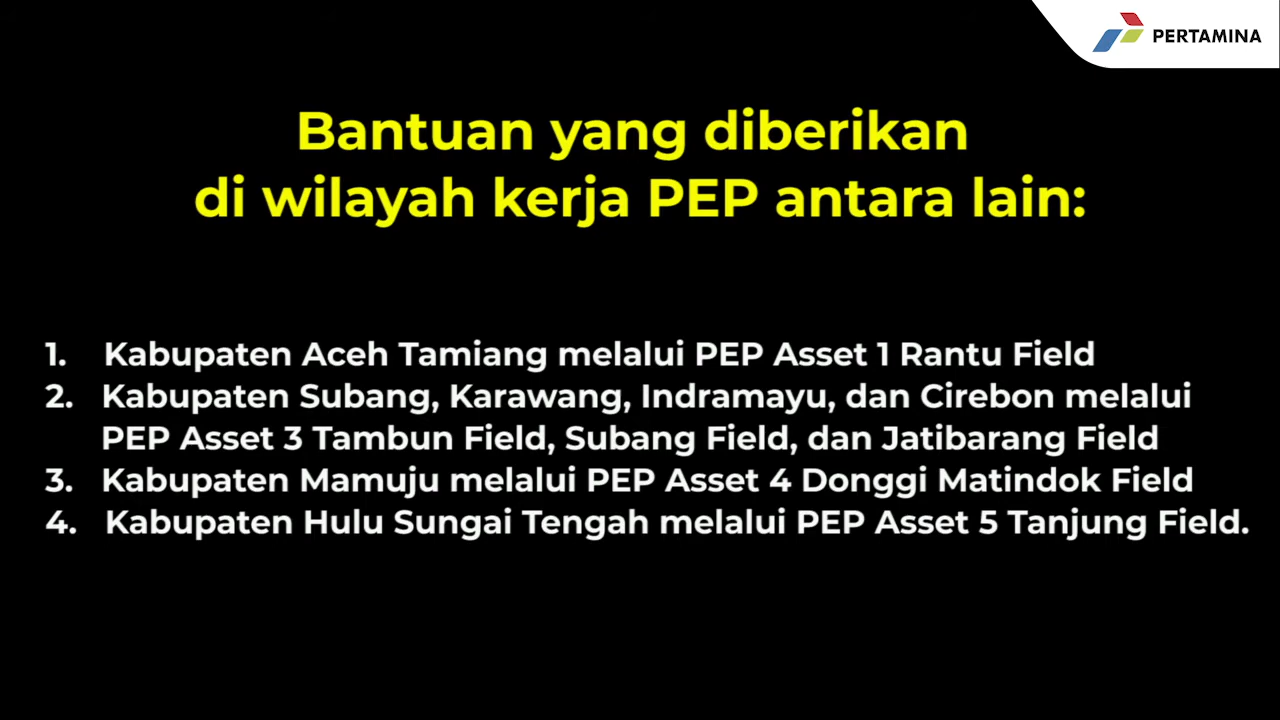 PERTAMINA
Bantuan yang diberikan
di wilayah kerja PEP antara lain:
1. Kabupaten Aceh Tamiang melalui PEP Asset 1 Rantu Field
2. Kabupaten Subang, Karawang, Indramayu, dan Cirebon melalui
PEP Asset 3 Tambun Field, Subang Field, dan Jatibarang Field
3. Kabupaten Mamuju melalui PEP Asset 4 Donggi Matindok Field
4. Kabupaten Hulu Sungai Tengah melalui PEP Asset 5 Tanjung Field.